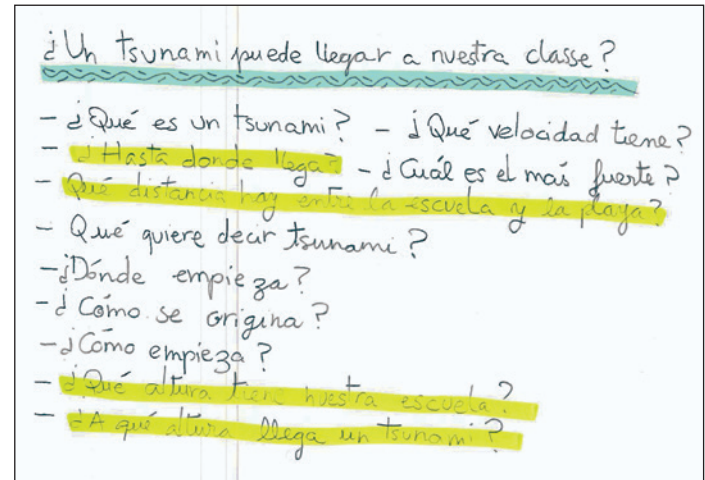 ¿Un tsunami puede llegar a nuestra classe?
- ¿Qué es un tsunami? - ¿Qué velocidad tiene?
- ¿Hasta donde llega? - ¿Cuál es el más fuerte?
- Qué distancia hay entre la escuela y la playa?
- Qué quiere decir tsunami?
- ¿Dónde empieza?
- ¿Cómo se origina?
- ¿Cómo empieza?
- ¿Qué altura tiene nuestra escuela?
- ¿A qué altura llega un tsunami?